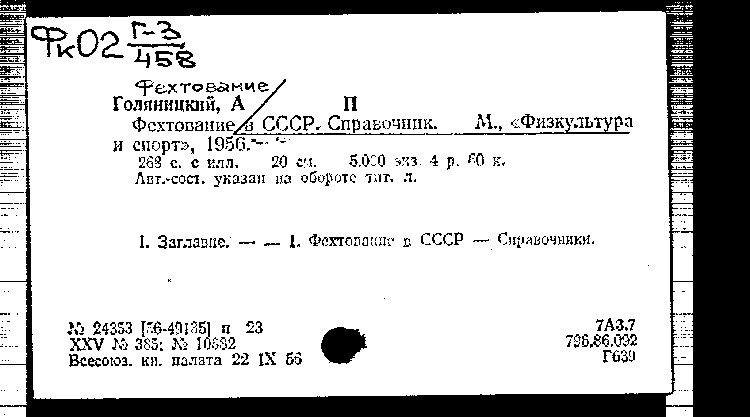 Фк02 Г-3/458
Фехтование
Голяницкий, А П
Фехтование в СССР. Справочник. М., «Физкультура
и спорт», 1956.
268 с. с илл. 20 см. 5.000 экз. 4 р. 60 к.
Авт.-сост. указан на обороте тит. л.
I. Заглавие. — — 1. Фехтование в СССР — Справочники.
№ 24353 [56-49135] п 23
XXV № 385; № 10682
Всесоюз. кн. палата 22 IX 56
7А3.7
796.86.092
Г639